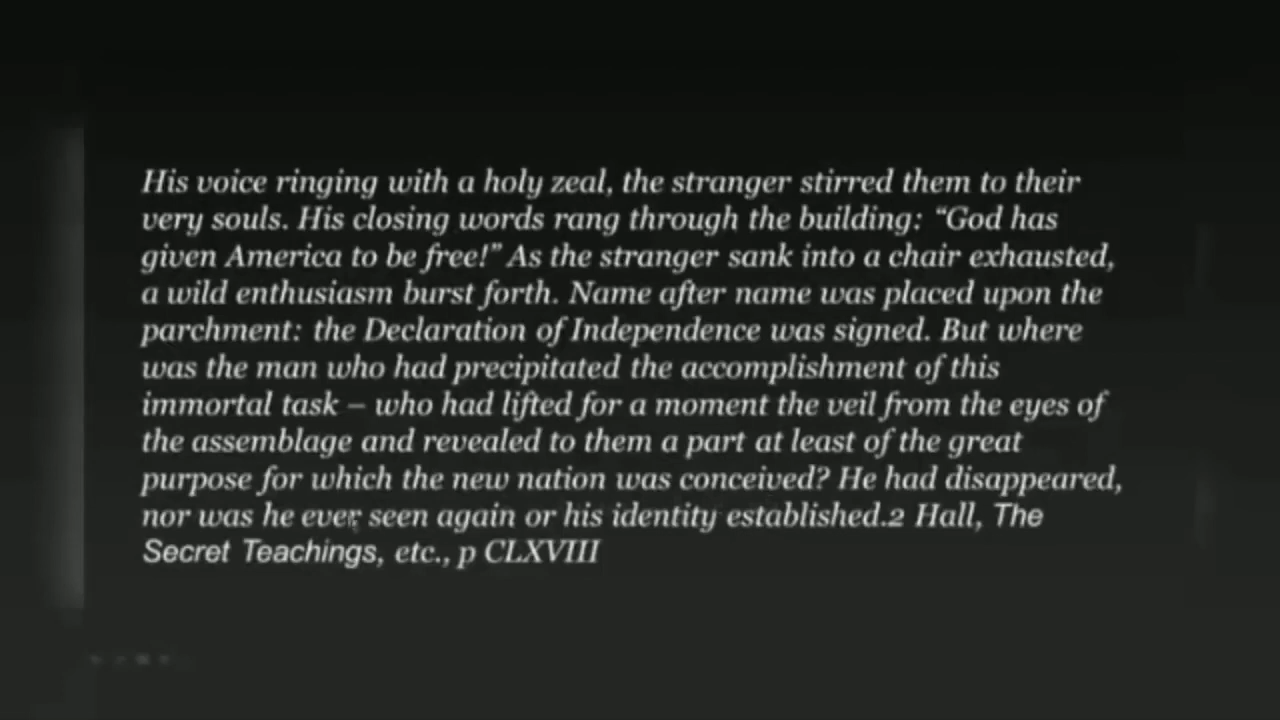 His voice ringing with a holy zeal, the stranger stirred them to their
very souls. His closing words rang through the building: “God has
given America to be free!” As the stranger sank into a chair exhausted,
a wild enthusiasm burst forth. Name after name was placed upon the
parchment: the Declaration of Independence was signed. But where
was the man who had precipitated the accomplishment of this
immortal task – who had lifted for a moment the veil from the eyes of
the assemblage and revealed to them a part at least of the great
purpose for which the new nation was conceived? He had disappeared,
nor was he ever seen again or his identity established.2 Hall, The
Secret Teachings, etc., p CLXVIII